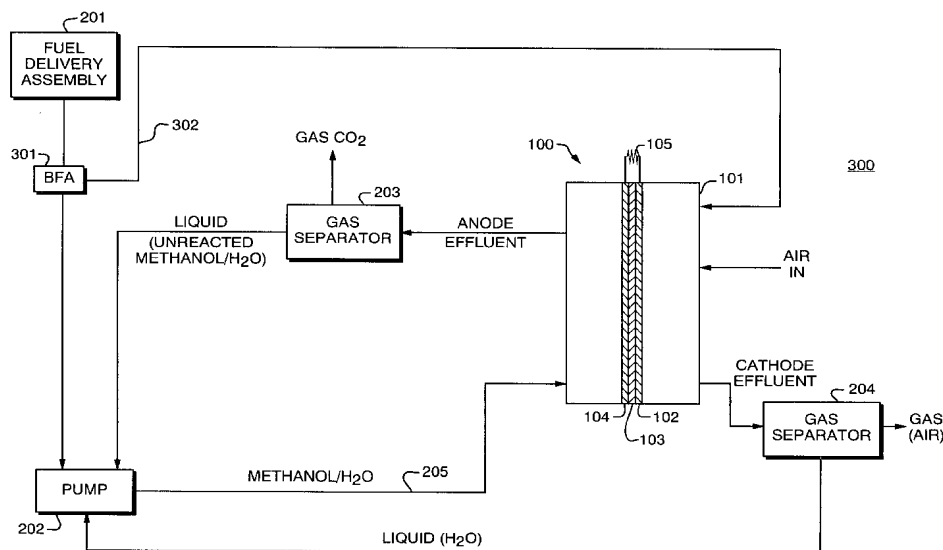 201
FUEL
DELIVERY
ASSEMBLY
302
301
BFA
GAS CO₂
100
105
101
300
203
LIQUID
(UNREACTED
METHANOL/H₂O)
GAS
SEPARATOR
ANODE
EFFLUENT
AIR
IN
CATHODE
EFFLUENT
204
104
102
103
GAS
SEPARATOR
GAS
(AIR)
METHANOL/H₂O
205
PUMP
202
LIQUID (H₂O)